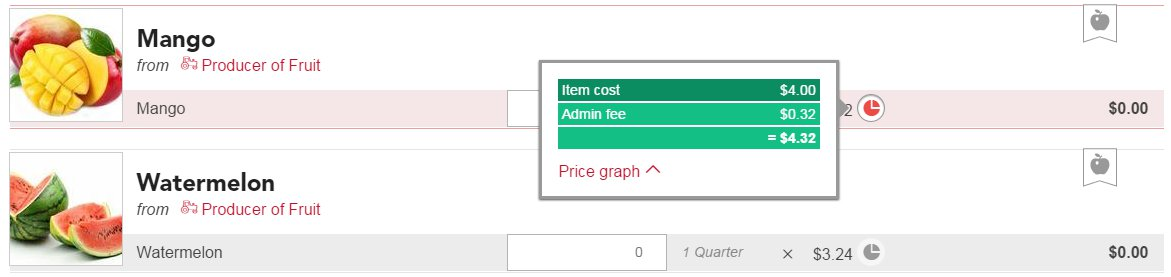 Mango
from Producer of Fruit
Item cost $4.00
Admin fee $0.32
= $4.32
Price graph
Mango 2 $0.00
Watermelon
from Producer of Fruit
Watermelon 0 1 Quarter × $3.24 $0.00